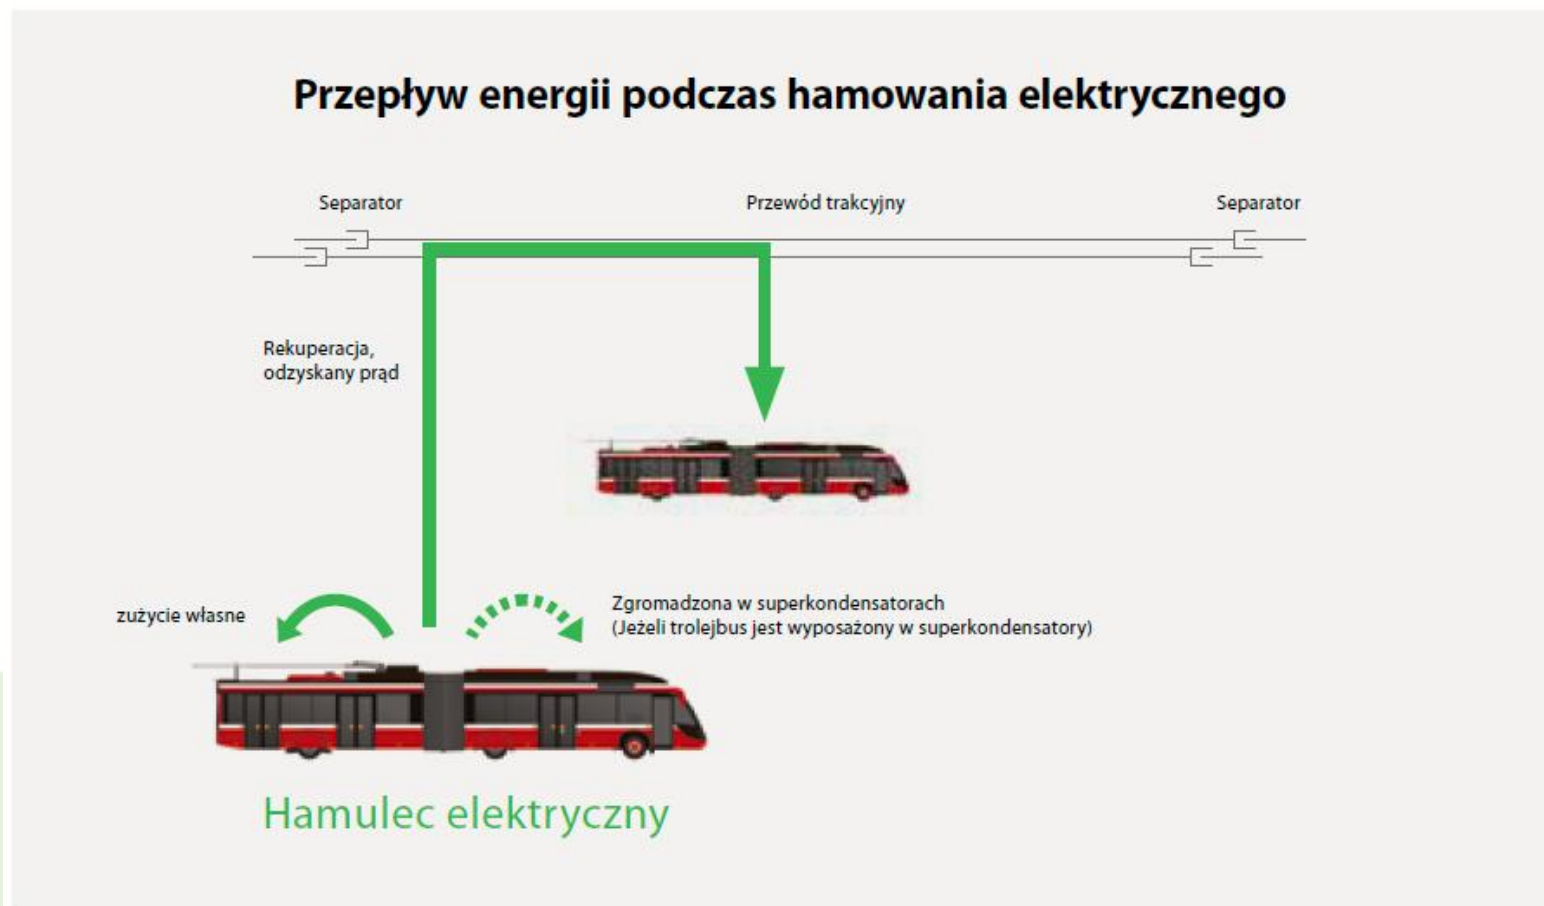 Przepływ energii podczas hamowania elektrycznego
Separator
Przewód trakcyjny
Separator
Rekuperacja,
odzyskany prąd
zużycie własne
Zgromadzona w superkondensatorach
(Jeżeli trolejbus jest wyposażony w superkondensatory)
Hamulec elektryczny